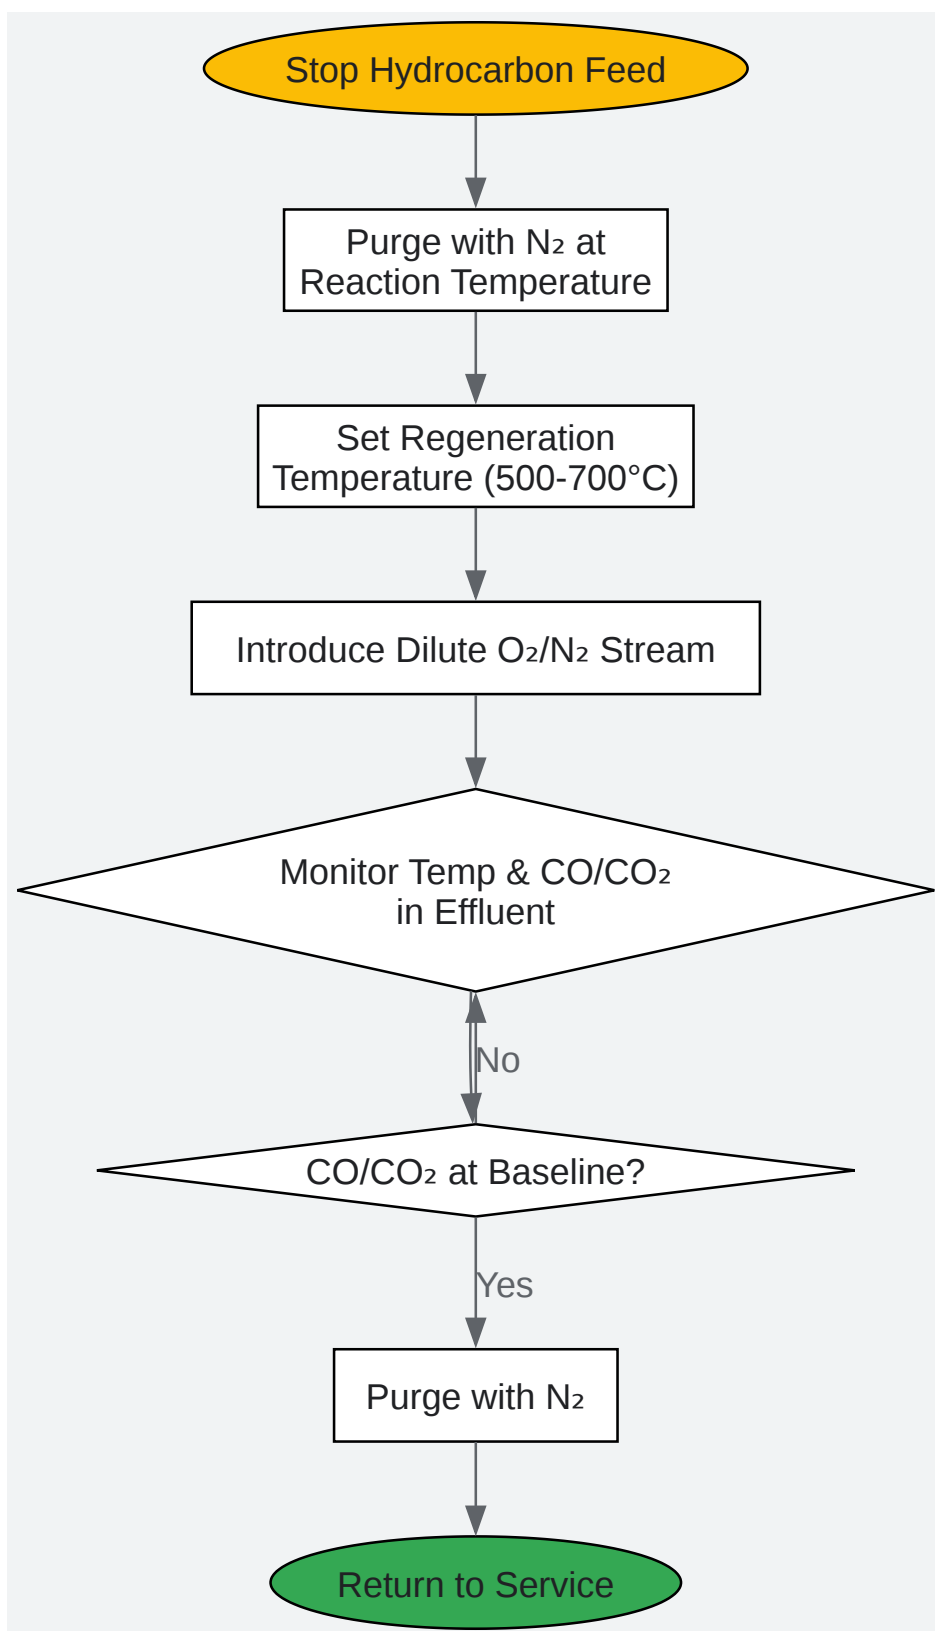 Stop Hydrocarbon Feed
Purge with N₂ at
Reaction Temperature
Set Regeneration
Temperature (500-700°C)
Introduce Dilute O₂/N₂ Stream
Monitor Temp & CO/CO₂
in Effluent
No
CO/CO₂ at Baseline?
Yes
Purge with N₂
Return to Service